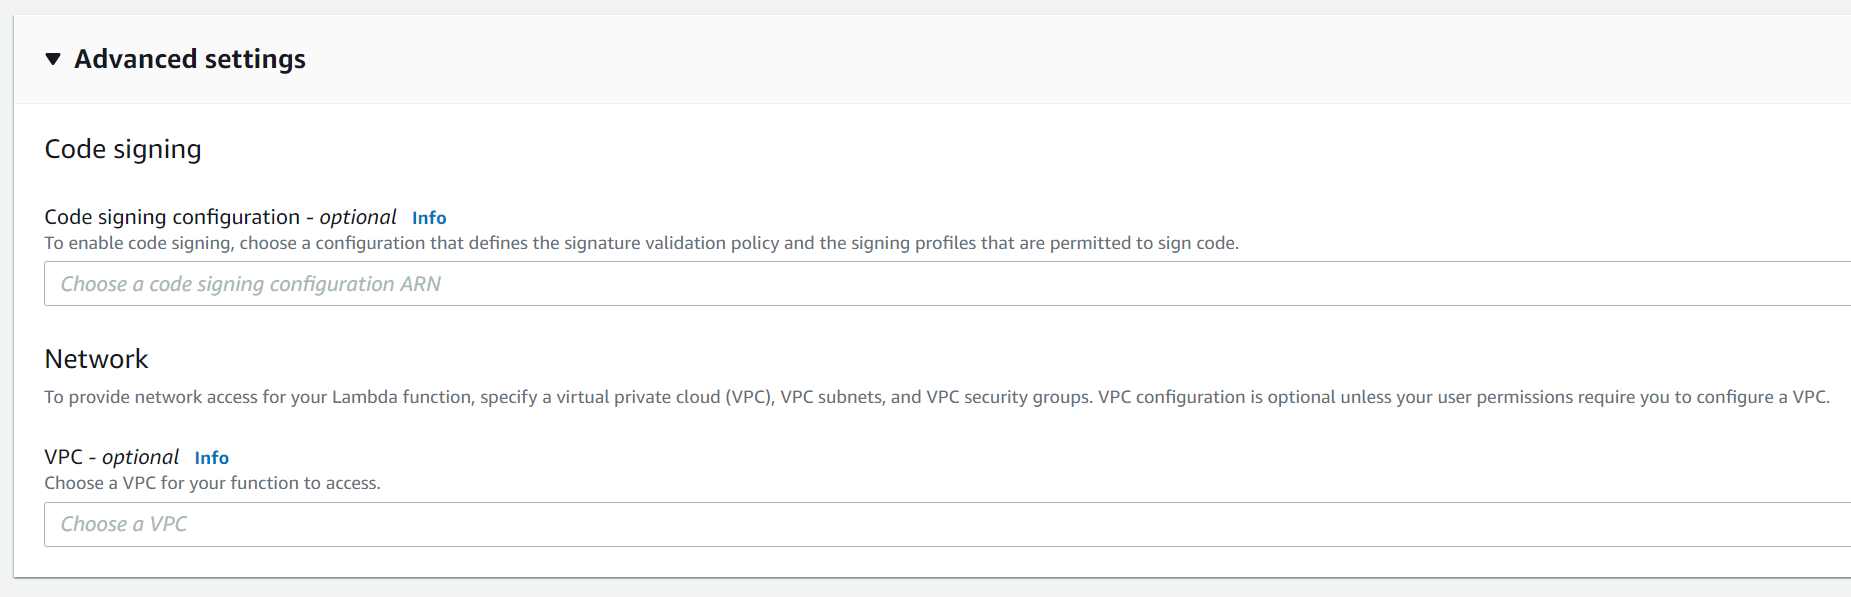 Advanced settings
Code signing
Code signing configuration - optional Info
To enable code signing, choose a configuration that defines the signature validation policy and the signing profiles that are permitted to sign code.
Choose a code signing configuration ARN
Network
To provide network access for your Lambda function, specify a virtual private cloud (VPC), VPC subnets, and VPC security groups. VPC configuration is optional unless your user permissions require you to configure a VPC.
VPC - optional Info
Choose a VPC for your function to access.
Choose a VPC